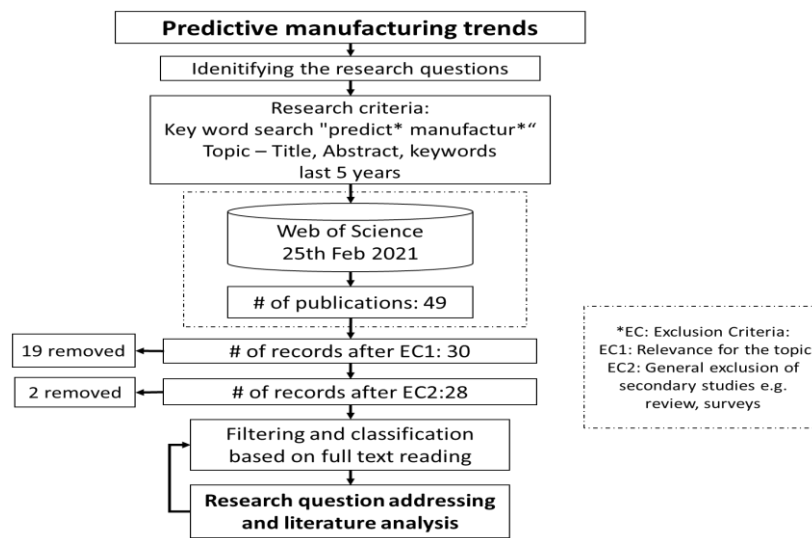 Predictive manufacturing trends
Idenitifying the research questions
Research criteria:
Key word search "predict* manufactur*“
Topic – Title, Abstract, keywords
last 5 years
Web of Science
25th Feb 2021
# of publications: 49
19 removed
# of records after EC1: 30
2 removed
# of records after EC2:28
Filtering and classification
based on full text reading
Research question addressing
and literature analysis
*EC: Exclusion Criteria:
EC1: Relevance for the topic
EC2: General exclusion of
secondary studies e.g.
review, surveys